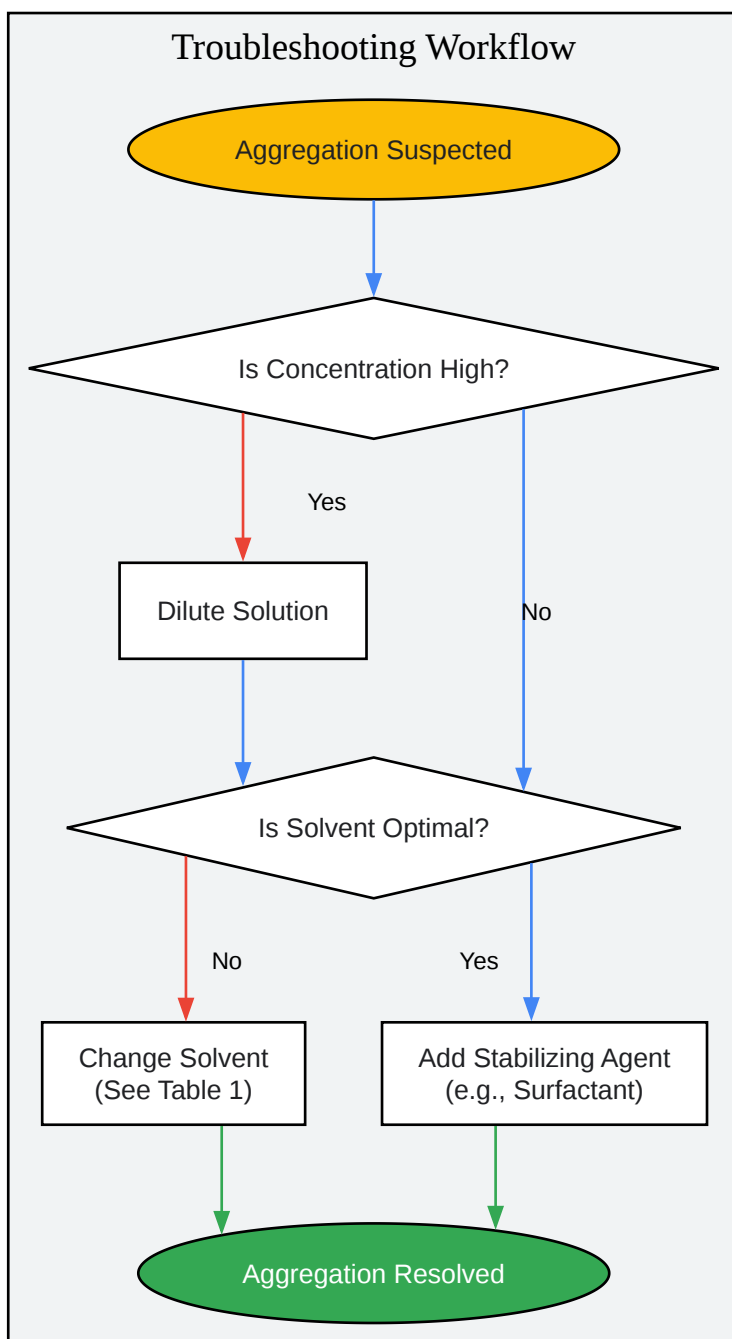 Troubleshooting Workflow
Aggregation Suspected
Is Concentration High?
Yes
Dilute Solution
No
Is Solvent Optimal?
No
Yes
Change Solvent
(See Table 1)
Add Stabilizing Agent
(e.g., Surfactant)
Aggregation Resolved